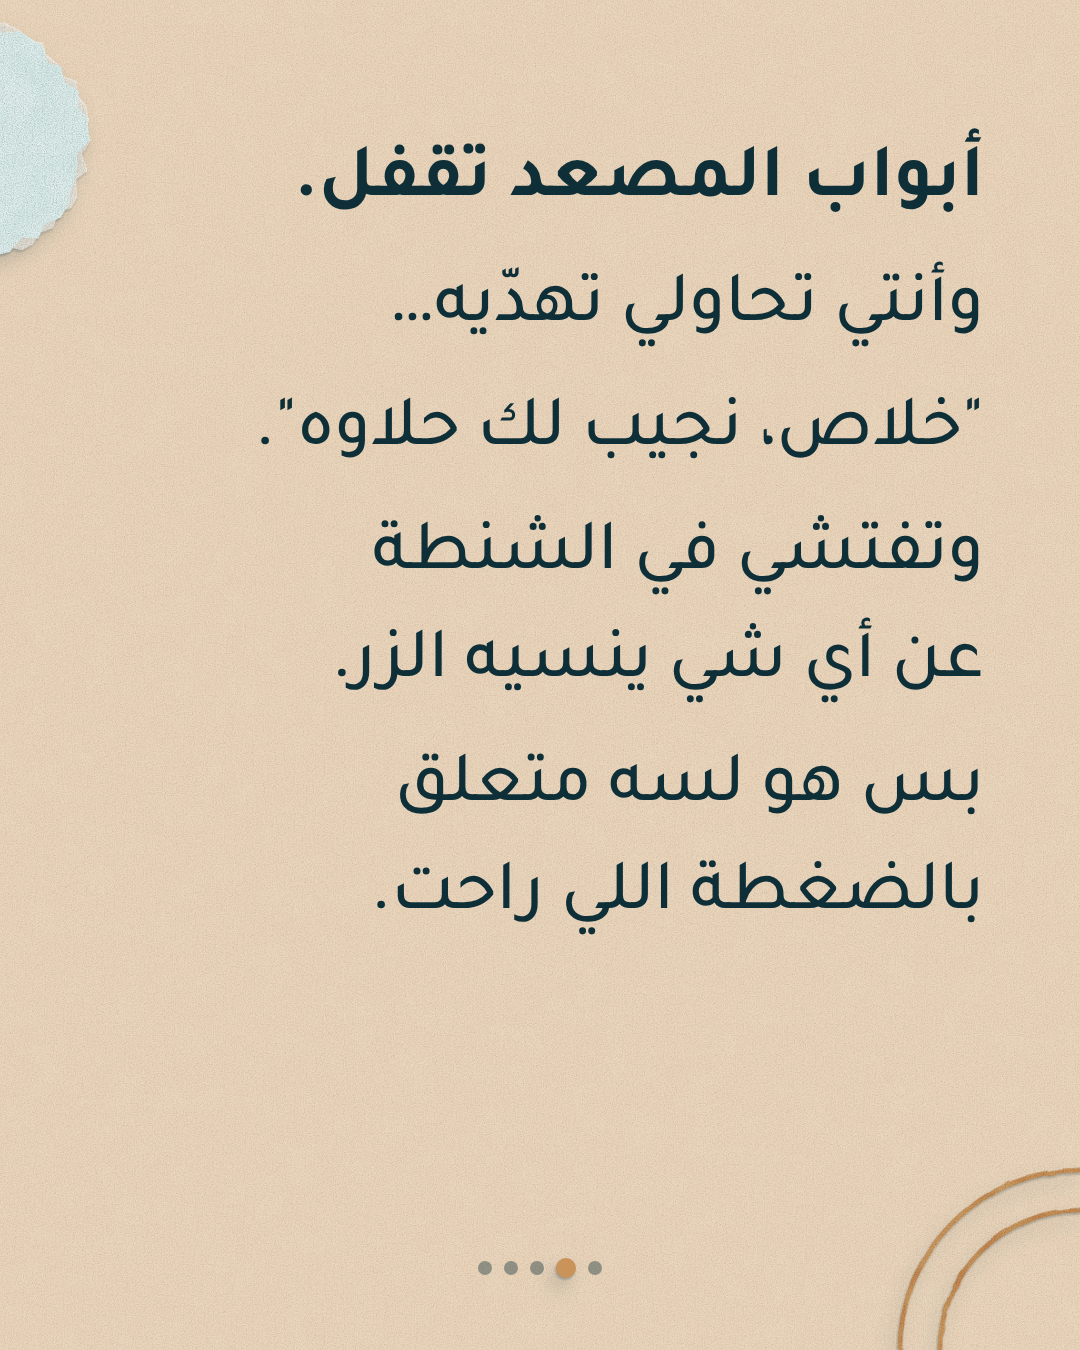 أبواب المصعد تقفل.
وأنتي تحاولي تهدّيه...
"خلاص، نجيب لك حلاوه".
وتفتشي في الشنطة
عن أي شي ينسيه الزر.
بس هو لسه متعلق
بالضغطة اللي راحت.